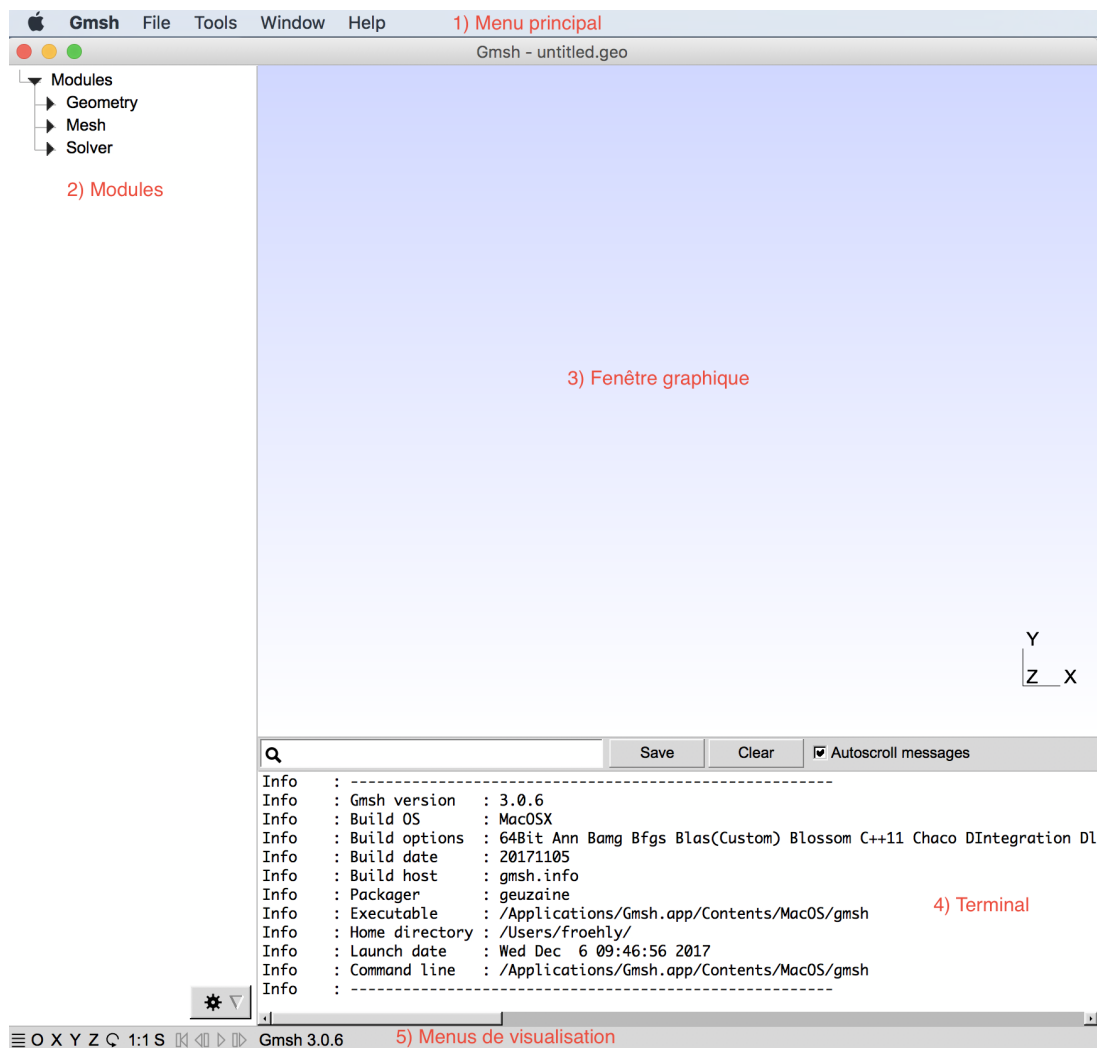 Gmsh File Tools Window Help 1) Menu principal
Gmsh - untitled.geo
Modules
Geometry
Mesh
Solver
2) Modules
3) Fenêtre graphique
Y
Z X
Save Clear Autoscroll messages
Info : -------------------------------------------------------
Info : Gmsh version : 3.0.6
Info : Build OS : MacOSX
Info : Build options : 64Bit Ann Bamg Bfgs Blas(Custom) Blossom C++11 Chaco DIntegration Dl
Info : Build date : 20171105
Info : Build host : gmsh.info
Info : Packager : geuzaine
Info : Executable : /Applications/Gmsh.app/Contents/MacOS/gmsh
Info : Home directory : /Users/froehly/
Info : Launch date : Wed Dec 6 09:46:56 2017
Info : Command line : /Applications/Gmsh.app/Contents/MacOS/gmsh
Info : -------------------------------------------------------
4) Terminal
O X Y Z 1:1 S Gmsh 3.0.6 5) Menus de visualisation